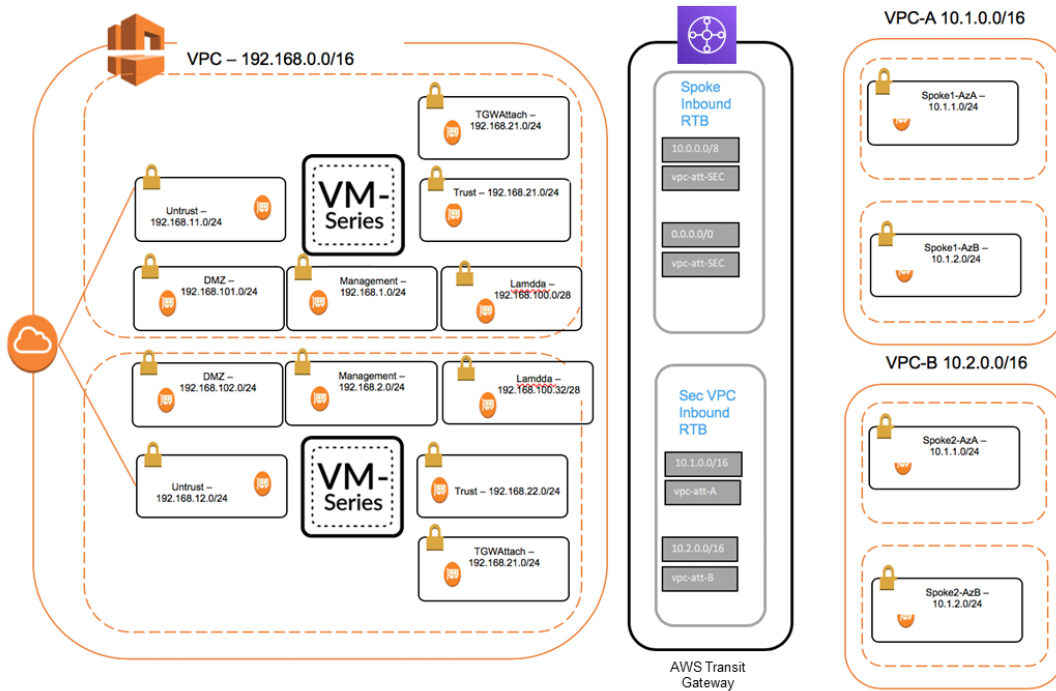 VPC – 192.168.0.0/16
TGWAttach –
192.168.21.0/24
Untrust –
192.168.11.0/24
VM-
Series
Trust – 192.168.21.0/24
DMZ –
192.168.101.0/24
Management –
192.168.1.0/24
Lamdda –
192.168.100.0/28
DMZ –
192.168.102.0/24
Management –
192.168.2.0/24
Lamdda –
192.168.100.32/28
Untrust –
192.168.12.0/24
VM-
Series
Trust – 192.168.22.0/24
TGWAttach –
192.168.21.0/24
Spoke
Inbound
RTB
10.0.0.0/8
vpc-att-SEC
0.0.0.0/0
vpc-att-SEC
Sec VPC
Inbound
RTB
10.1.0.0/16
vpc-att-A
10.2.0.0/16
vpc-att-B
AWS Transit
Gateway
VPC-A 10.1.0.0/16
Spoke1-AzA –
10.1.1.0/24
Spoke1-AzB –
10.1.2.0/24
VPC-B 10.2.0.0/16
Spoke2-AzA –
10.1.1.0/24
Spoke2-AzB –
10.1.2.0/24